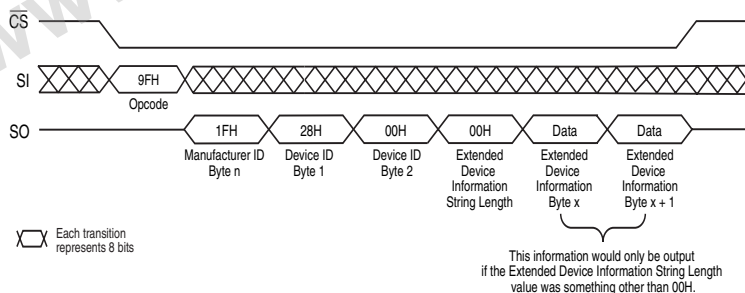 CS
SI
9FH
Opcode
SO
1FH
28H
00H
00H
Data
Data
Manufacturer ID
Byte n
Device ID
Byte 1
Device ID
Byte 2
Extended
Device
Information
String Length
Extended
Device
Information
Byte x
Extended
Device
Information
Byte x + 1
Each transition
represents 8 bits
This information would only be output
if the Extended Device Information String Length
value was something other than 00H.